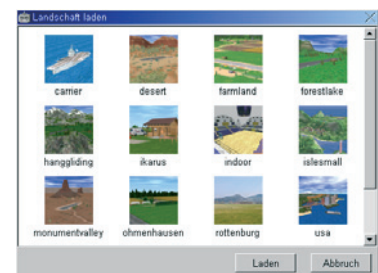 Landschaft laden
carrier desert farmland forestlake
hanggliding ikarus indoor islesmall
monumentvalley ohmenhausen rottenburg usa
Laden Abbruch